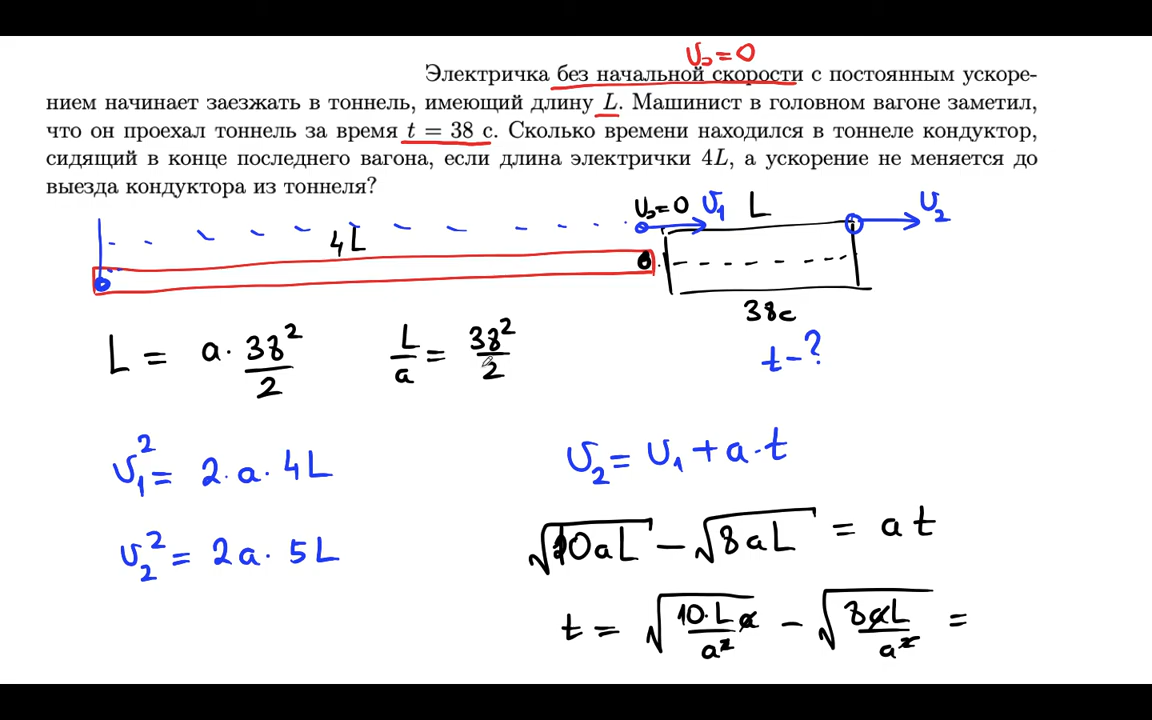 υ₀=0
Электричка без начальной скорости с постоянным ускоре-
нием начинает заезжать в тоннель, имеющий длину L. Машинист в головном вагоне заметил,
что он проехал тоннель за время t = 38 с. Сколько времени находился в тоннеле кондуктор,
сидящий в конце последнего вагона, если длина электрички 4L, а ускорение не меняется до
выезда кондуктора из тоннеля?
υ₀=0 υ₁ L υ₂
4L
38c
L = a · 38²/2 L/a = 38²/2 t - ?
υ₁² = 2 · a · 4L υ₂ = υ₁ + a · t
υ₂² = 2a · 5L √10aL − √8aL = at
t = √(10·La/a²) − √(8aL/a²) =